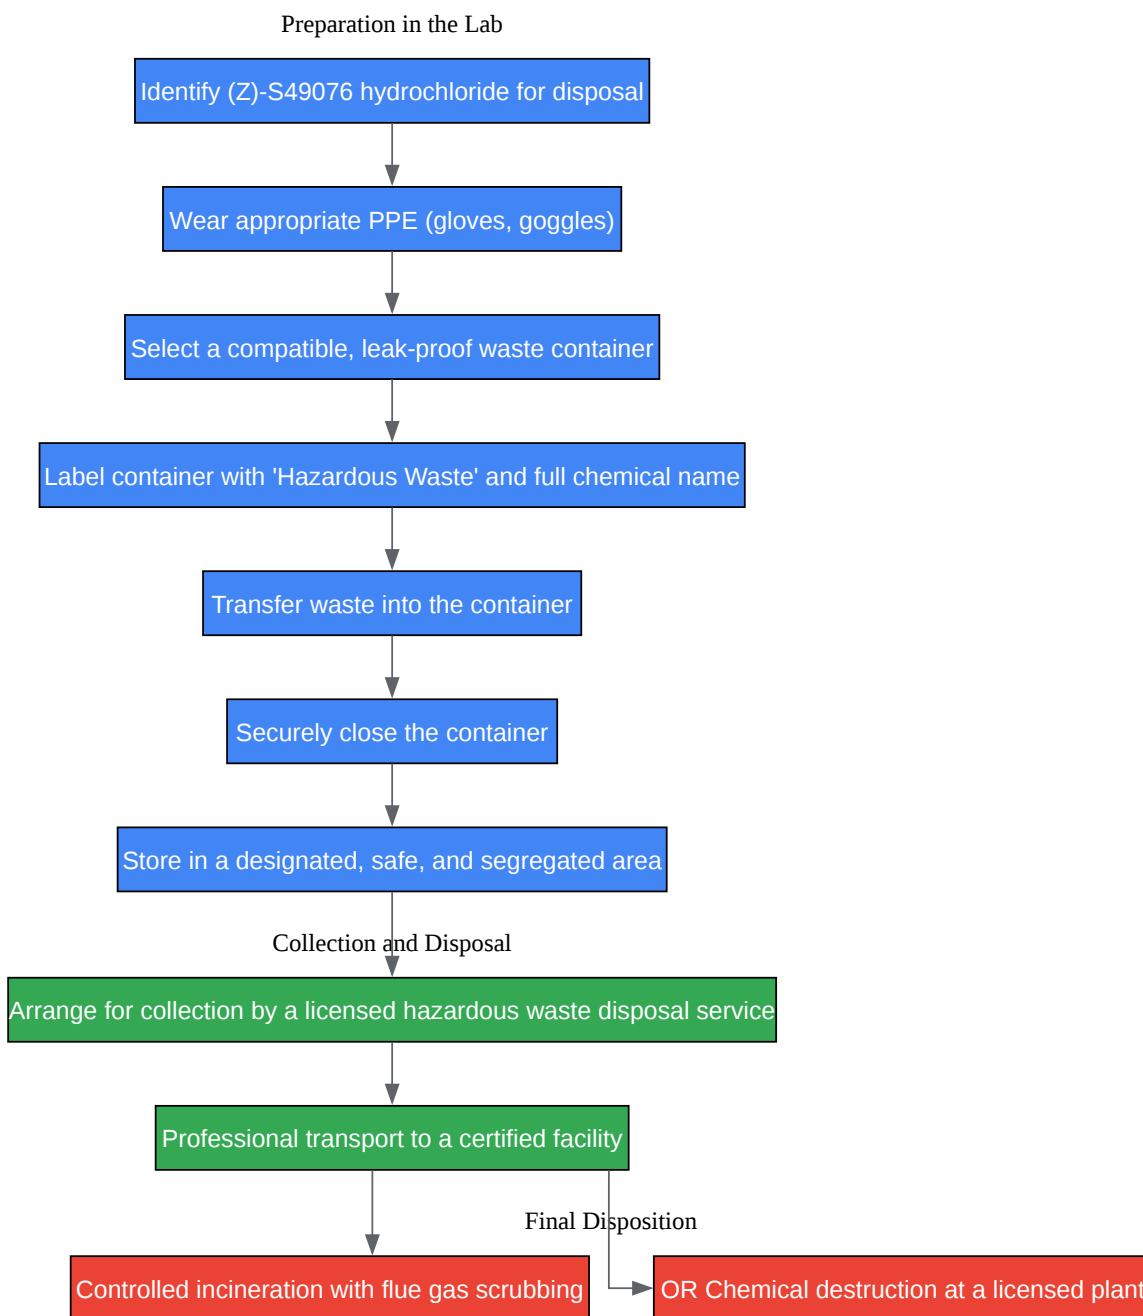 Preparation in the Lab
Identify (Z)-S49076 hydrochloride for disposal
Wear appropriate PPE (gloves, goggles)
Select a compatible, leak-proof waste container
Label container with 'Hazardous Waste' and full chemical name
Transfer waste into the container
Securely close the container
Store in a designated, safe, and segregated area
Collection and Disposal
Arrange for collection by a licensed hazardous waste disposal service
Professional transport to a certified facility
Final Disposition
Controlled incineration with flue gas scrubbing
OR Chemical destruction at a licensed plant